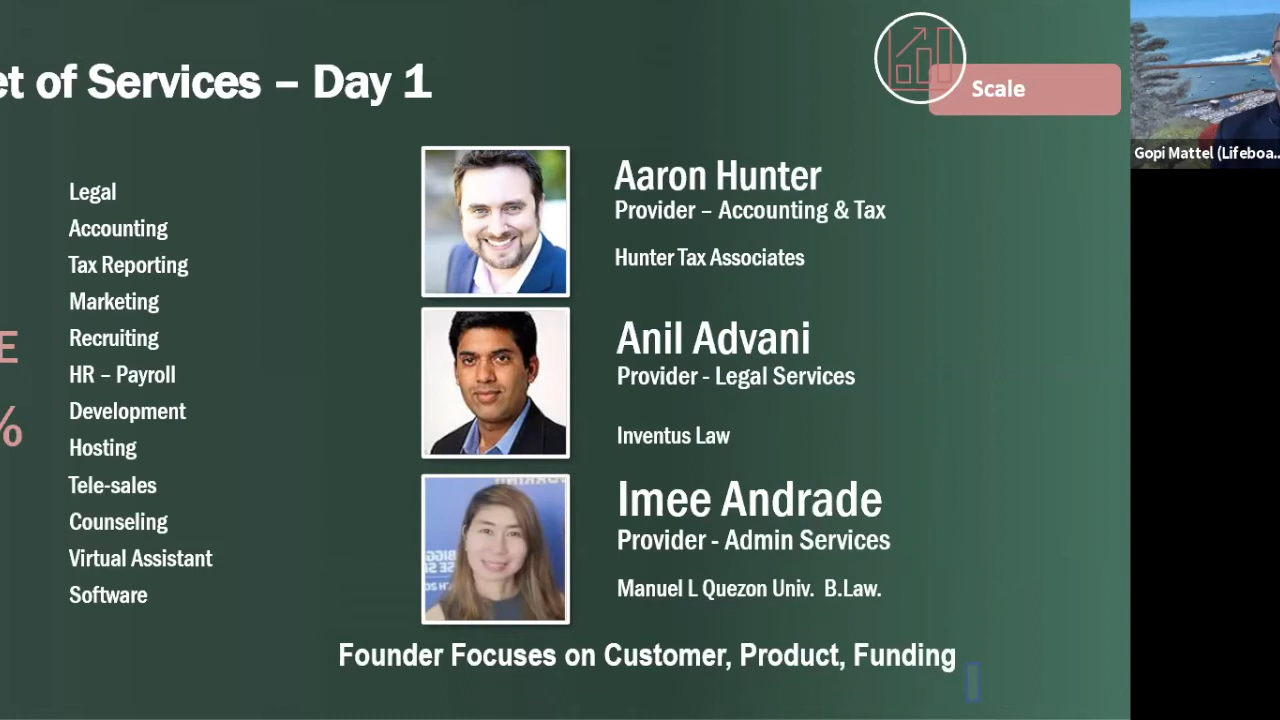 et of Services – Day 1
Scale
Gopi Mattel (Lifeboa...
E
%
Legal
Accounting
Tax Reporting
Marketing
Recruiting
HR – Payroll
Development
Hosting
Tele-sales
Counseling
Virtual Assistant
Software
Aaron Hunter
Provider – Accounting & Tax
Hunter Tax Associates
Anil Advani
Provider - Legal Services
Inventus Law
Imee Andrade
Provider - Admin Services
Manuel L Quezon Univ. B.Law.
Founder Focuses on Customer, Product, Funding